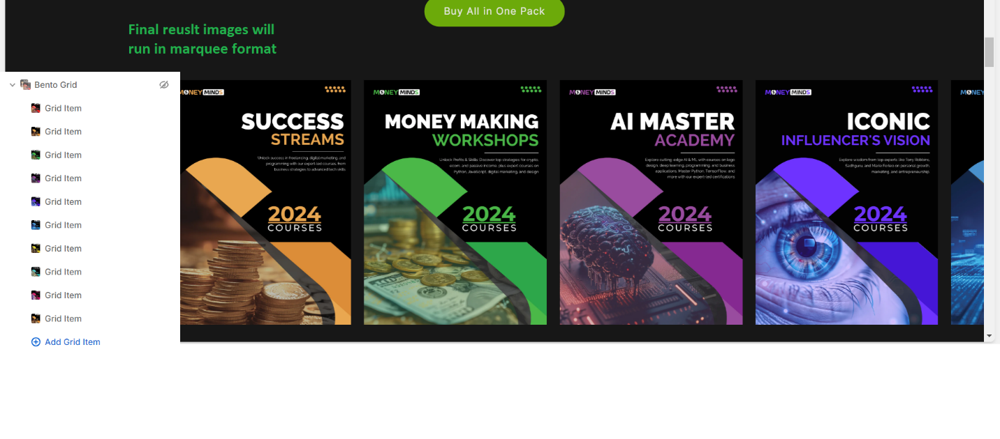 Buy All in One Pack
Final reuslt images will
run in marquee format
Bento Grid
Grid Item
Grid Item
Grid Item
Grid Item
Grid Item
Grid Item
Grid Item
Grid Item
Grid Item
Grid Item
Add Grid Item
MONEY MINDS
SUCCESS
STREAMS
Unlock success in freelancing, digital marketing, and
programming with our expert-led courses, from
business strategies to advanced tech skills
2024
COURSES
MONEY MINDS
MONEY MAKING
WORKSHOPS
Unlock Profits & Skills: Discover top strategies for crypto,
ecom, and passive income, plus expert courses on
Python, JavaScript, digital marketing, and design
2024
COURSES
MONEY MINDS
AI MASTER
ACADEMY
Explore cutting-edge AI & ML with courses on logo
design, deep learning, programming, and business
applications. Master Python, TensorFlow, and
more with our expert-led certifications
2024
COURSES
MONEY MINDS
ICONIC
INFLUENCER'S VISION
Explore wisdom from top experts like Tony Robbins,
Sadhguru, and Marie Forleo on personal growth,
marketing, and entrepreneurship
2024
COURSES
MONEY